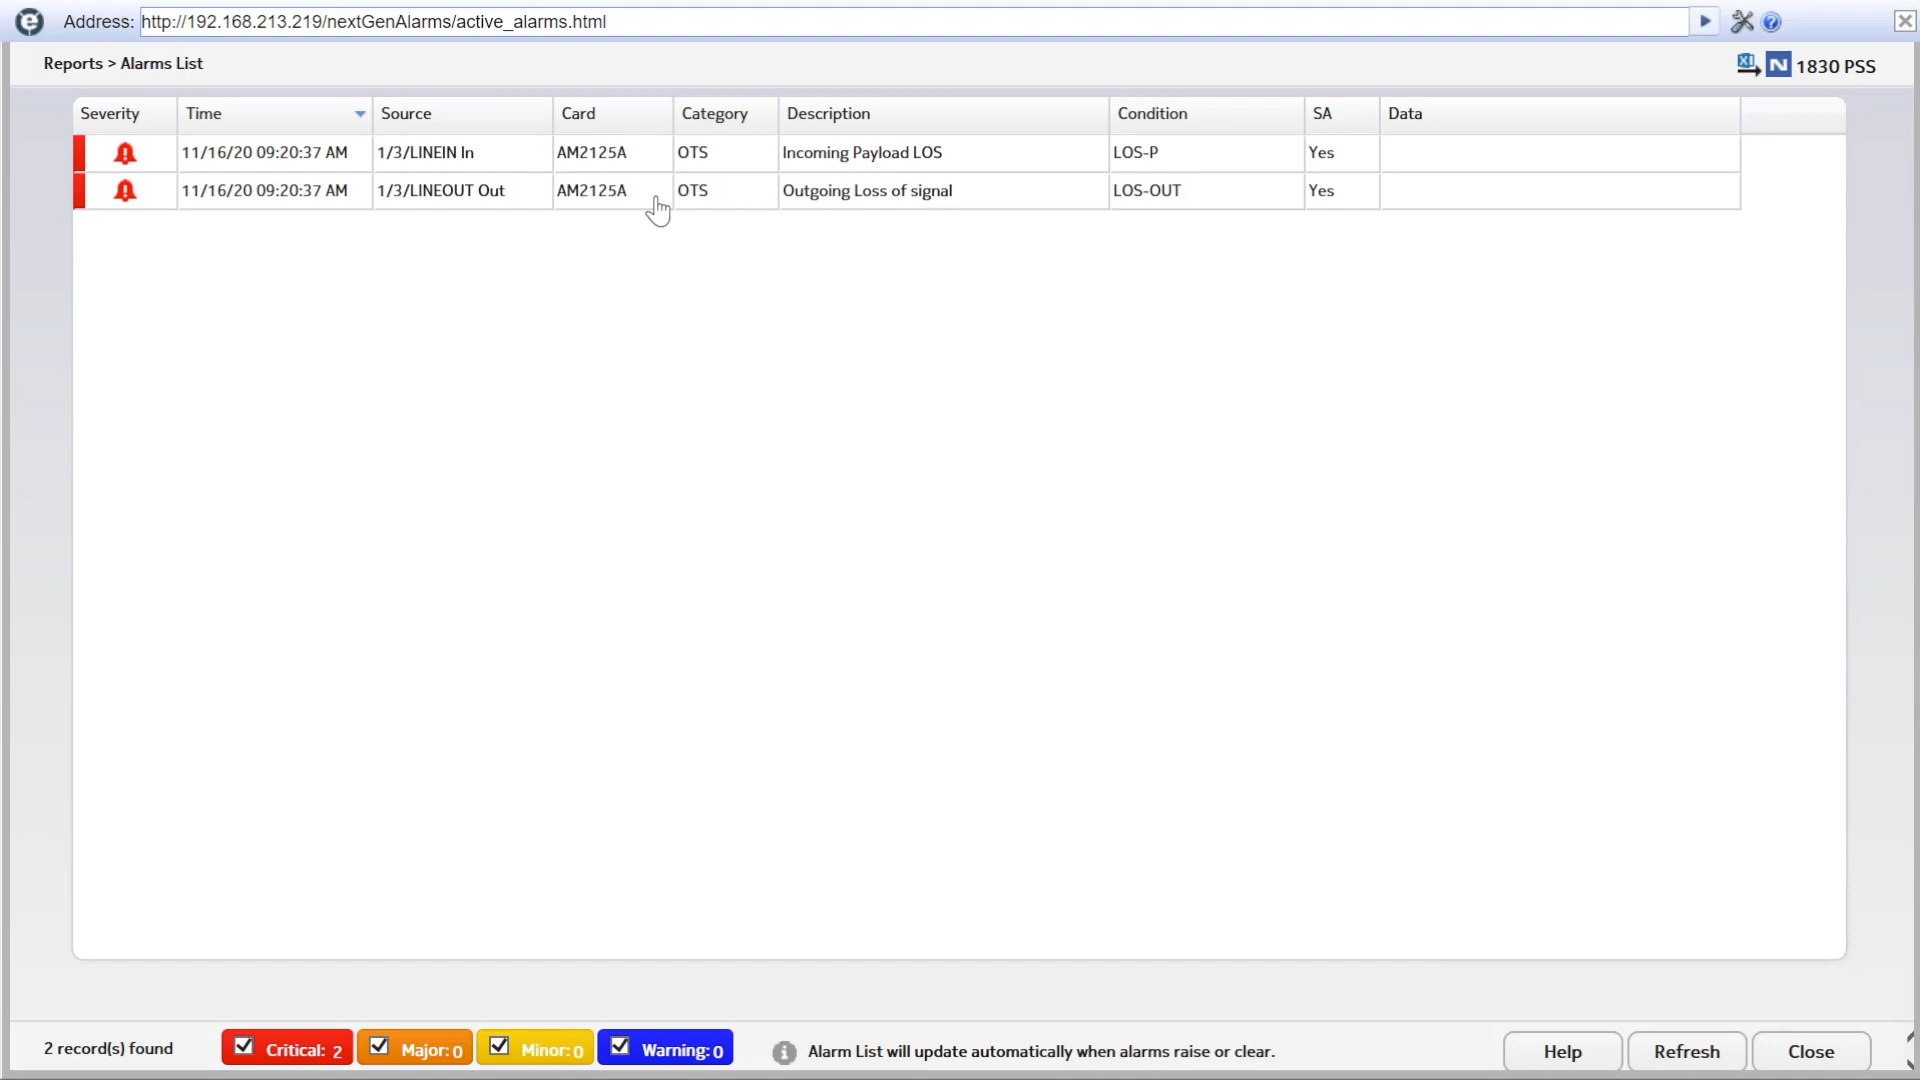 Address: http://192.168.213.219/nextGenAlarms/active_alarms.html
Reports > Alarms List
XI N 1830 PSS
Severity Time Source Card Category Description Condition SA Data
11/16/20 09:20:37 AM 1/3/LINEIN In AM2125A OTS Incoming Payload LOS LOS-P Yes
11/16/20 09:20:37 AM 1/3/LINEOUT Out AM2125A OTS Outgoing Loss of signal LOS-OUT Yes
2 record(s) found Critical: 2 Major: 0 Minor: 0 Warning: 0 Alarm List will update automatically when alarms raise or clear. Help Refresh Close